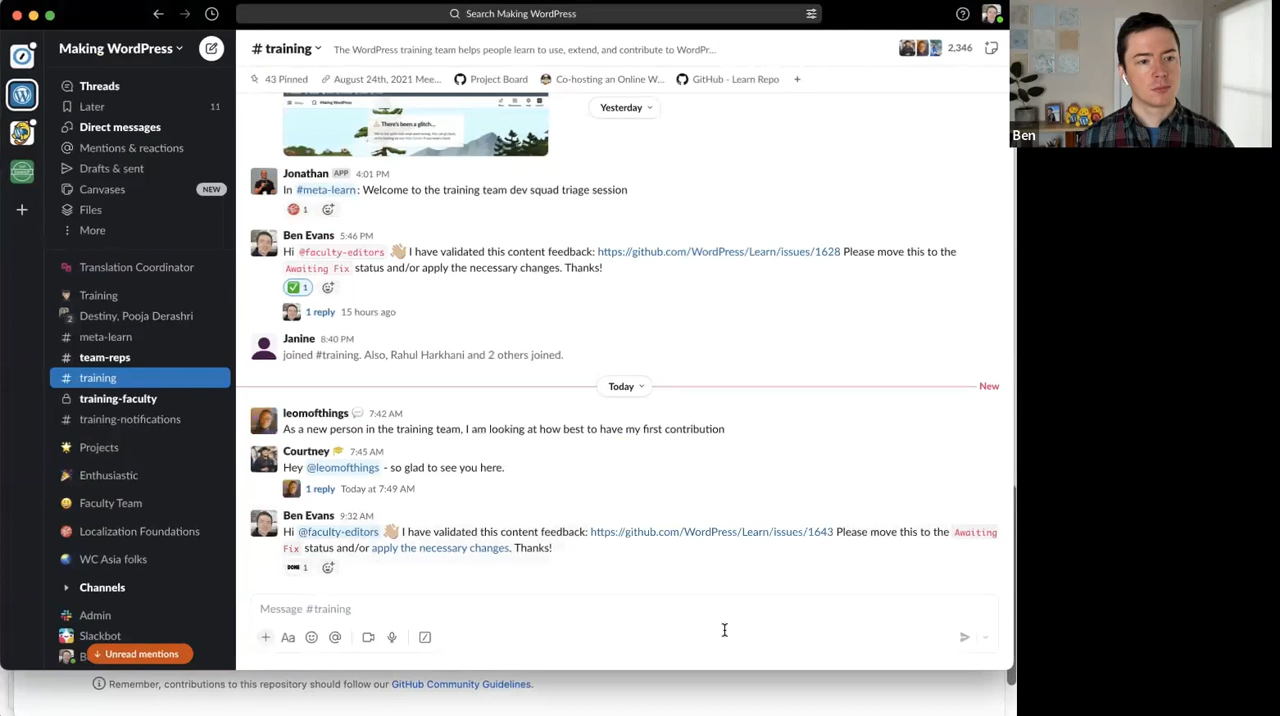 Search Making WordPress
Making WordPress
Threads
Later 11
Direct messages
Mentions & reactions
Drafts & sent
Canvases NEW
Files
More
Translation Coordinator
Training
2 Destiny, Pooja Derashri
# meta-learn
# team-reps
# training
training-faculty
# training-notifications
Projects
Enthusiastic
Faculty Team
Localization Foundations
WC Asia folks
Channels
Admin
Slackbot
Unread mentions
# training
The WordPress training team helps people learn to use, extend, and contribute to WordPr...
2,346
43 Pinned
August 24th, 2021 Mee...
Project Board
Co-hosting an Online W...
GitHub - Learn Repo
+
Making WordPress
There's been a glitch...
Yesterday
Jonathan APP 4:01 PM
In #meta-learn: Welcome to the training team dev squad triage session
1
Ben Evans 5:46 PM
Hi @faculty-editors 👋 I have validated this content feedback: https://github.com/WordPress/Learn/issues/1628 Please move this to the
Awaiting Fix status and/or apply the necessary changes. Thanks!
✅ 1
1 reply 15 hours ago
Janine 8:40 PM
joined #training. Also, Rahul Harkhani and 2 others joined.
Today
New
leomofthings 7:42 AM
As a new person in the training team, I am looking at how best to have my first contribution
Courtney 7:45 AM
Hey @leomofthings - so glad to see you here.
1 reply Today at 7:49 AM
Ben Evans 9:32 AM
Hi @faculty-editors 👋 I have validated this content feedback: https://github.com/WordPress/Learn/issues/1643 Please move this to the Awaiting
Fix status and/or apply the necessary changes. Thanks!
DONE 1
Message #training
Aa
Remember, contributions to this repository should follow our GitHub Community Guidelines.
Ben